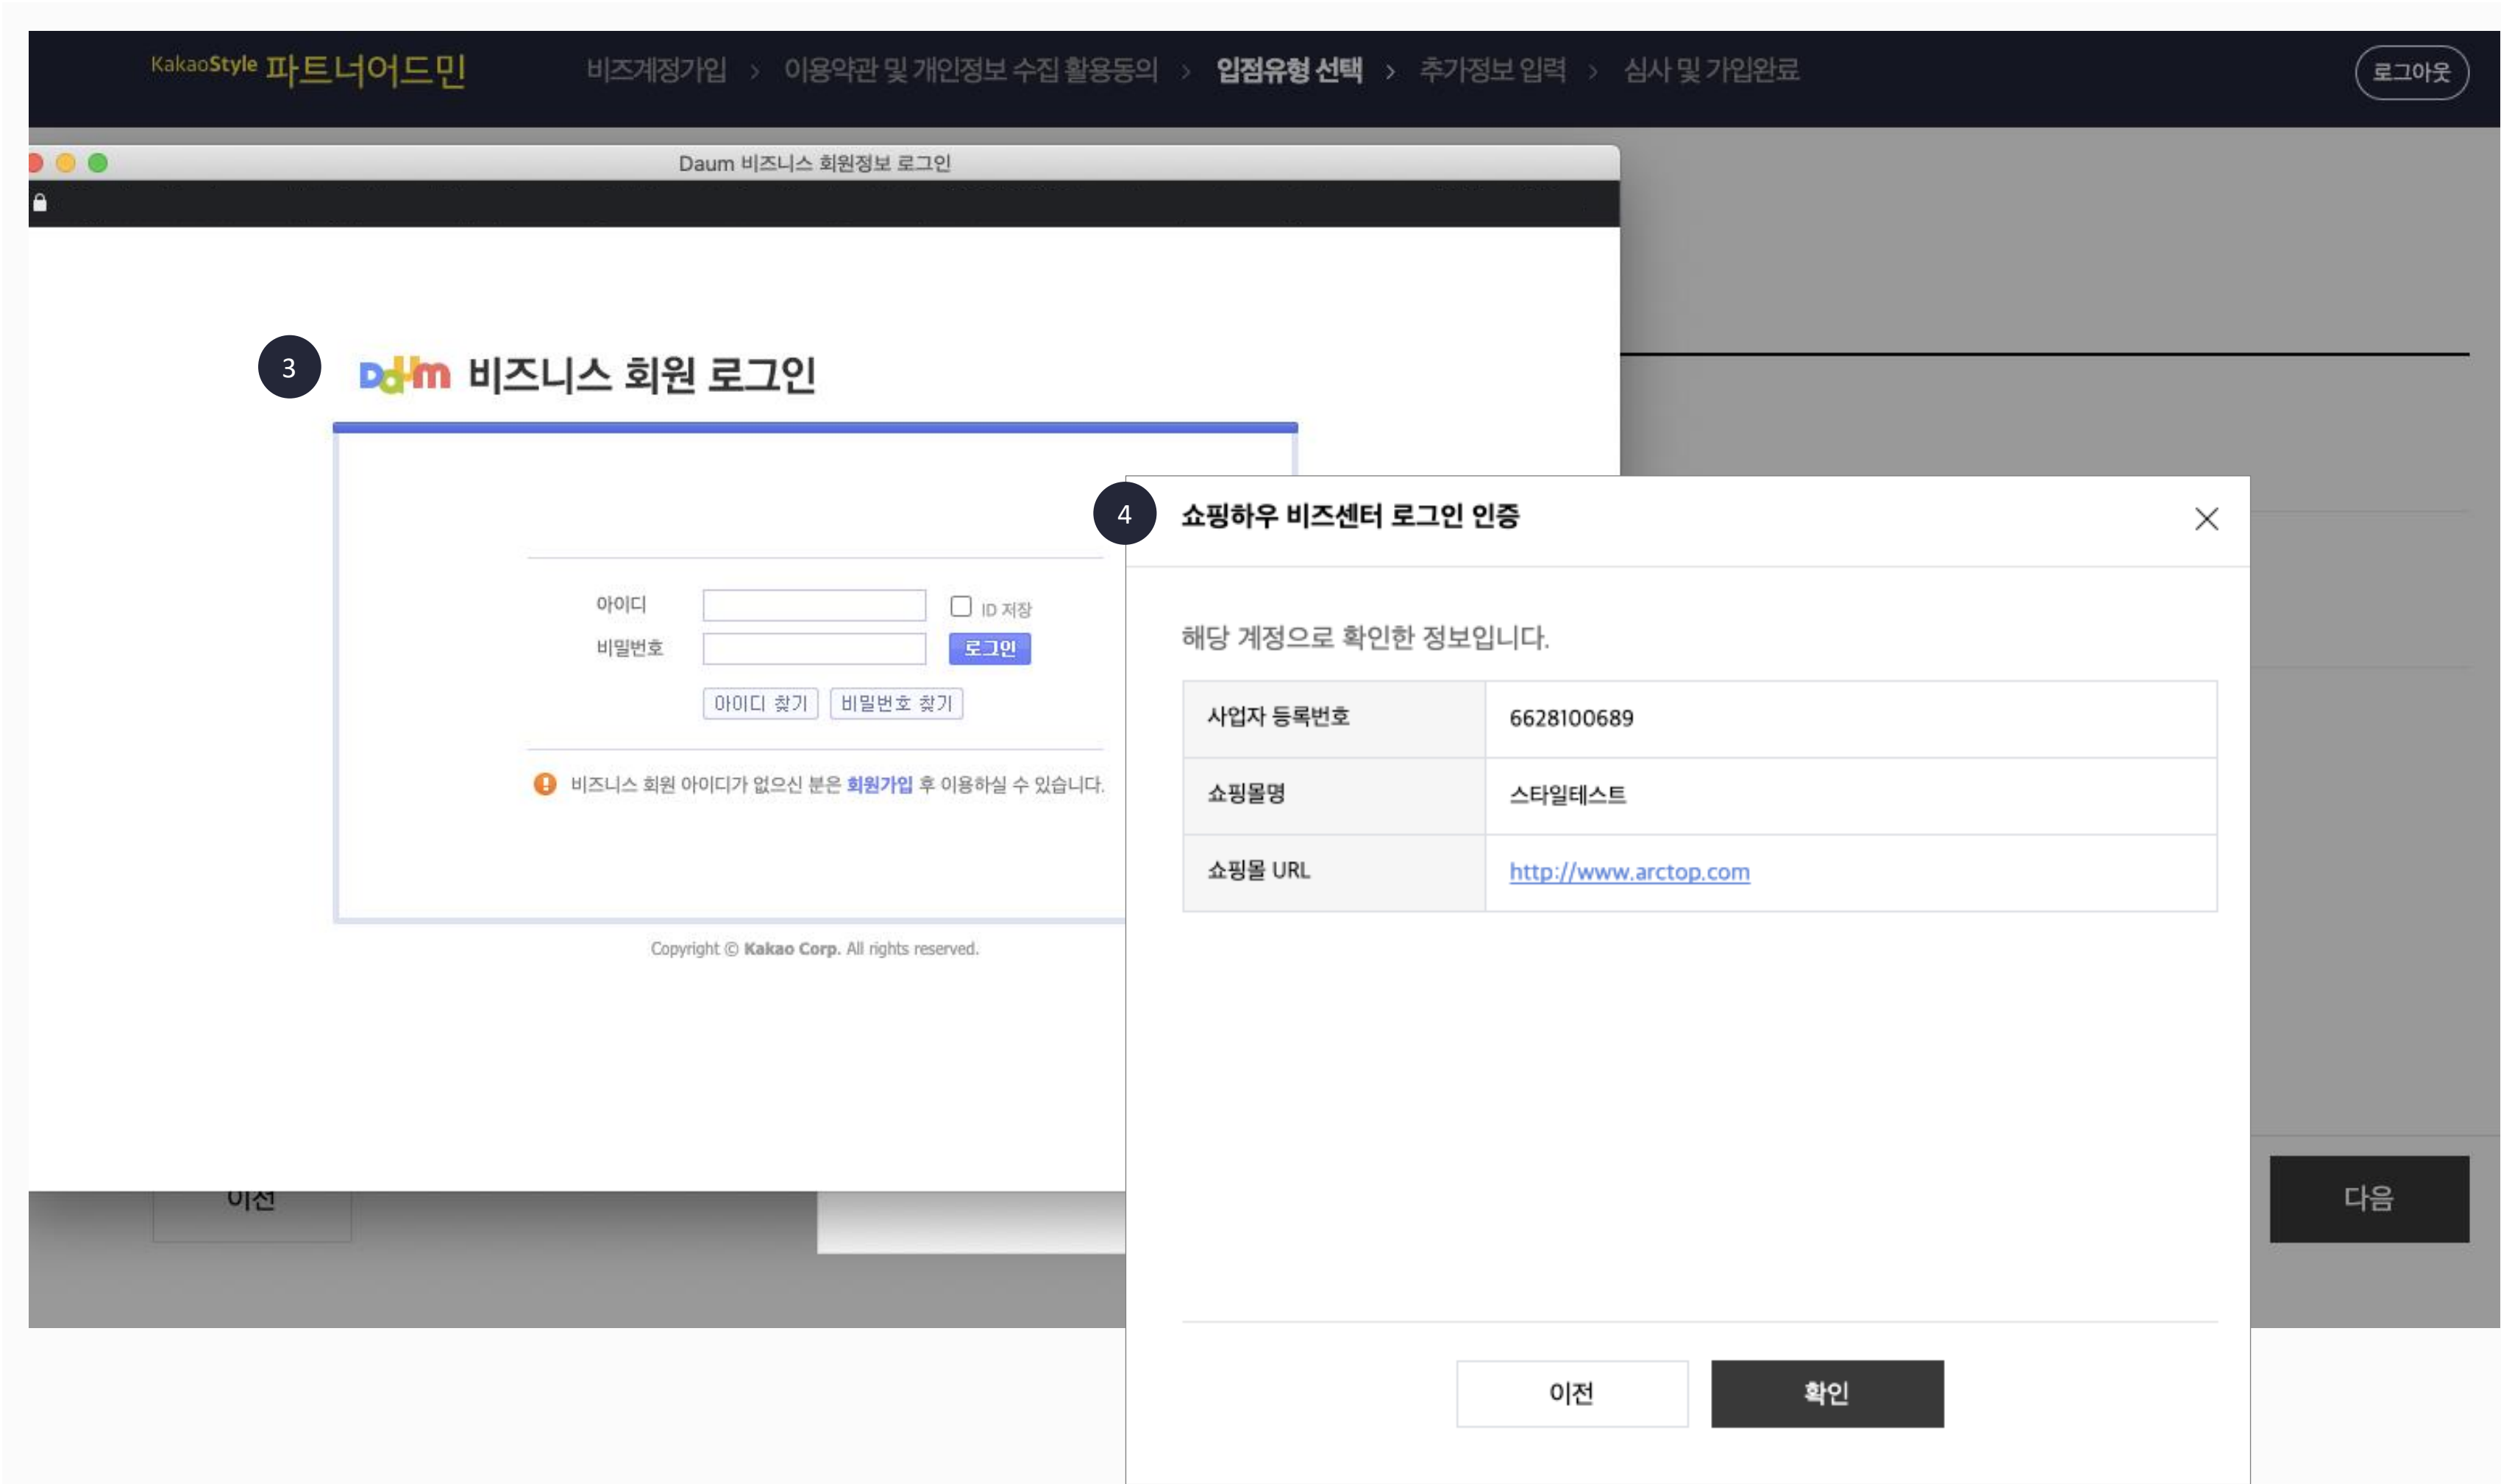 KakaoStyle 파트너어드민
비즈계정가입 > 이용약관 및 개인정보 수집 활용동의 > 입점유형 선택 > 추가정보 입력 > 심사 및 가입완료
로그아웃
Daum 비즈니스 회원정보 로그인
3
Daum 비즈니스 회원 로그인
아이디
ID 저장
비밀번호
로그인
아이디 찾기
비밀번호 찾기
비즈니스 회원 아이디가 없으신 분은 회원가입 후 이용하실 수 있습니다.
Copyright © Kakao Corp. All rights reserved.
이전
다음
4
쇼핑하우 비즈센터 로그인 인증
해당 계정으로 확인한 정보입니다.
사업자 등록번호 6628100689
쇼핑몰명 스타일테스트
쇼핑몰 URL http://www.arctop.com
이전
확인